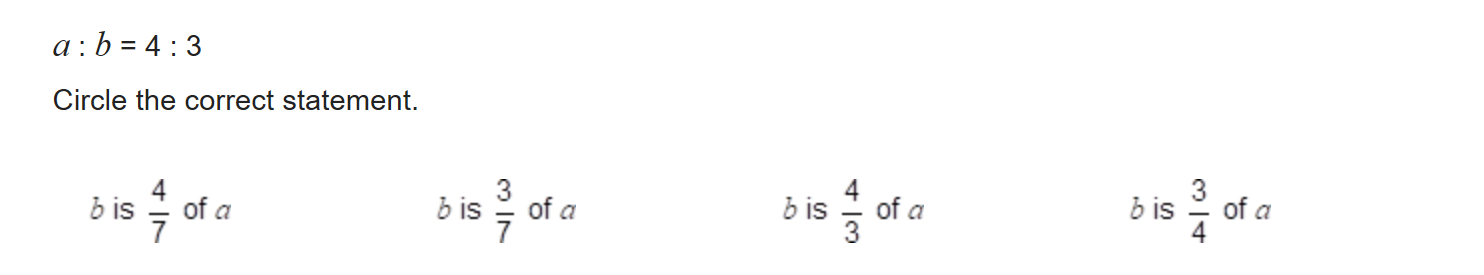 a : b = 4 : 3
Circle the correct statement.
b is 4/7 of a b is 3/7 of a b is 4/3 of a b is 3/4 of a